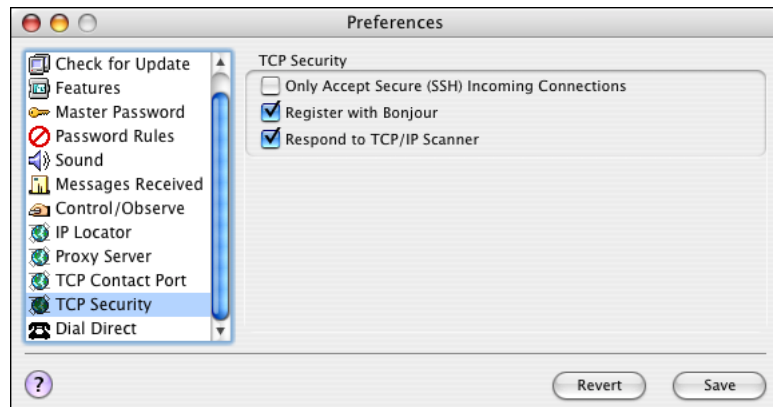 Preferences
Check for Update
Features
Master Password
Password Rules
Sound
Messages Received
Control/Observe
IP Locator
Proxy Server
TCP Contact Port
TCP Security
Dial Direct
TCP Security
Only Accept Secure (SSH) Incoming Connections
Register with Bonjour
Respond to TCP/IP Scanner
?
Revert
Save